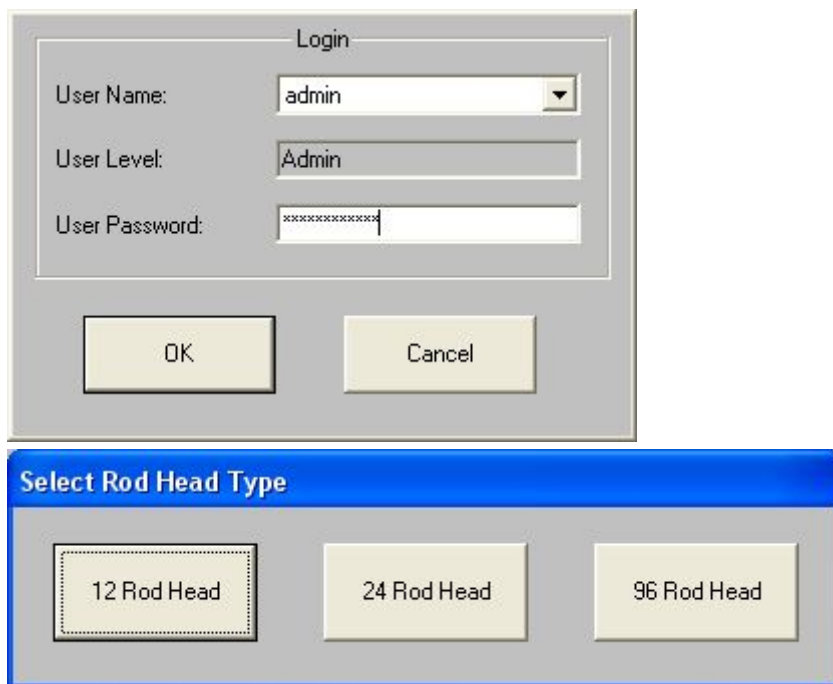 Login
User Name: admin
User Level: Admin
User Password: xxxxxxxxxxxx
OK Cancel
Select Rod Head Type
12 Rod Head 24 Rod Head 96 Rod Head